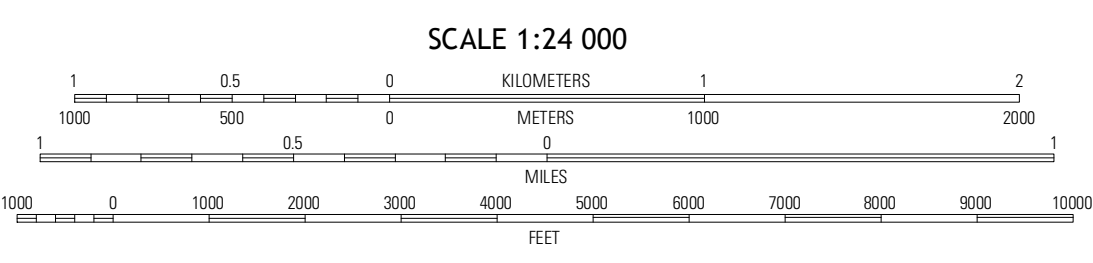 SCALE 1:24 000
1 0.5 0 KILOMETERS 1 2
1000 500 0 METERS 1000 2000
1 0.5 0 1
MILES
1000 0 1000 2000 3000 4000 5000 6000 7000 8000 9000 10000
FEET